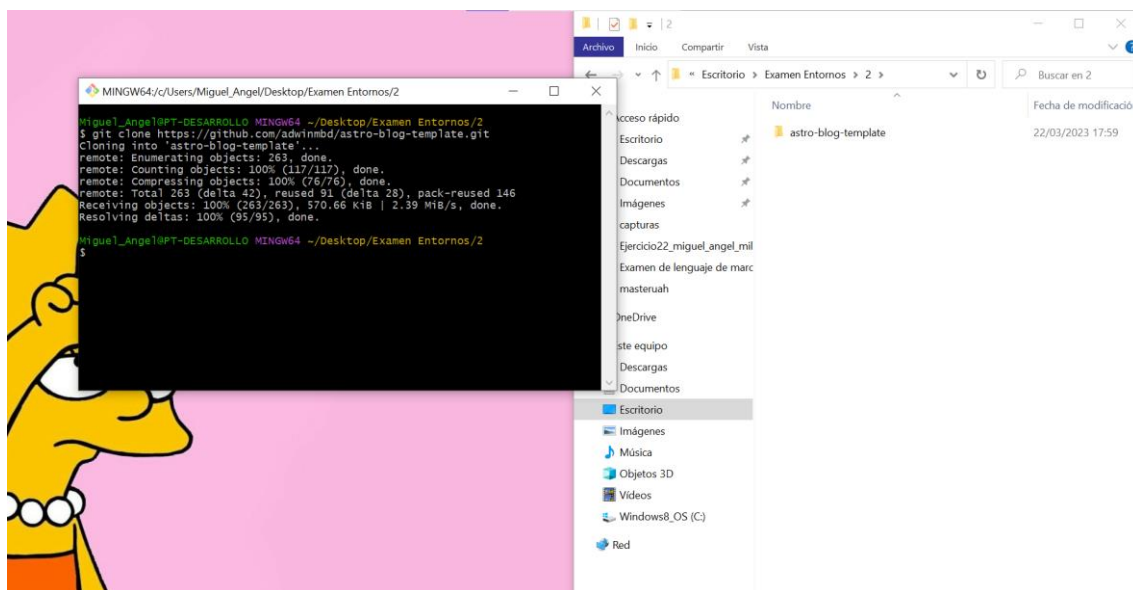 MINGW64:/c/Users/Miguel_Angel/Desktop/Examen Entornos/2
Miguel_Angel@PT-DESARROLLO MINGW64 ~/Desktop/Examen Entornos/2
$ git clone https://github.com/adwinmbd/astro-blog-template.git
Cloning into 'astro-blog-template'...
remote: Enumerating objects: 263, done.
remote: Counting objects: 100% (117/117), done.
remote: Compressing objects: 100% (76/76), done.
remote: Total 263 (delta 42), reused 91 (delta 28), pack-reused 146
Receiving objects: 100% (263/263), 570.66 KiB | 2.39 MiB/s, done.
Resolving deltas: 100% (95/95), done.
Miguel_Angel@PT-DESARROLLO MINGW64 ~/Desktop/Examen Entornos/2
$
2
Archivo Inicio Compartir Vista
« Escritorio > Examen Entornos > 2 >
Buscar en 2
Nombre Fecha de modificació
astro-blog-template 22/03/2023 17:59
Acceso rápido
Escritorio
Descargas
Documentos
Imágenes
capturas
Ejercicio22_miguel_angel_mil
Examen de lenguaje de marc
masteruah
OneDrive
ste equipo
Descargas
Documentos
Escritorio
Imágenes
Música
Objetos 3D
Vídeos
Windows8_OS (C:)
Red